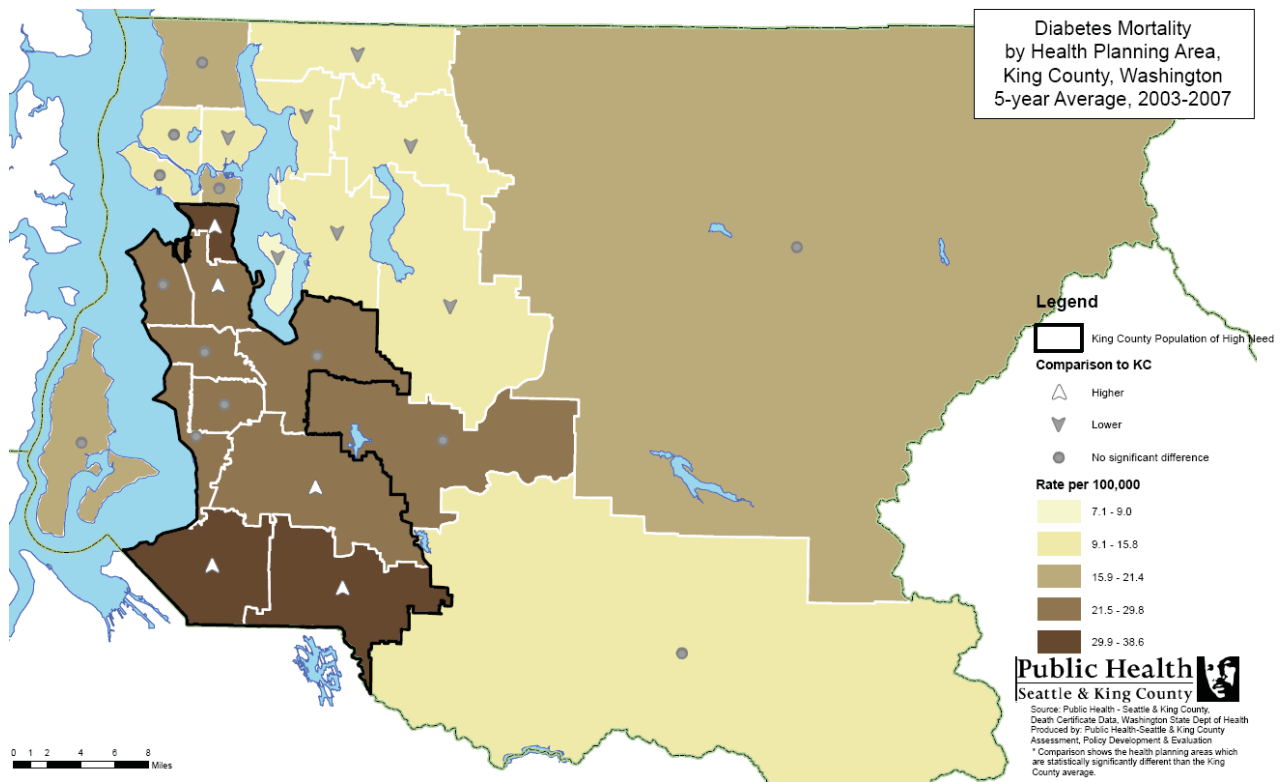 Diabetes Mortality
by Health Planning Area,
King County, Washington
5-year Average, 2003-2007
Legend
King County Population of High Need
Comparison to KC
Higher
Lower
No significant difference
Rate per 100,000
7.1 - 9.0
9.1 - 15.8
15.9 - 21.4
21.5 - 29.8
29.9 - 38.6
Public Health
Seattle & King County
Source: Public Health - Seattle & King County,
Death Certificate Data, Washington State Dept of Health
Produced by: Public Health-Seattle & King County
Assessment, Policy Development & Evaluation
* Comparison shows the health planning areas which
are statistically significantly different than the King
County average.
0 1 2 4 6 8
Miles